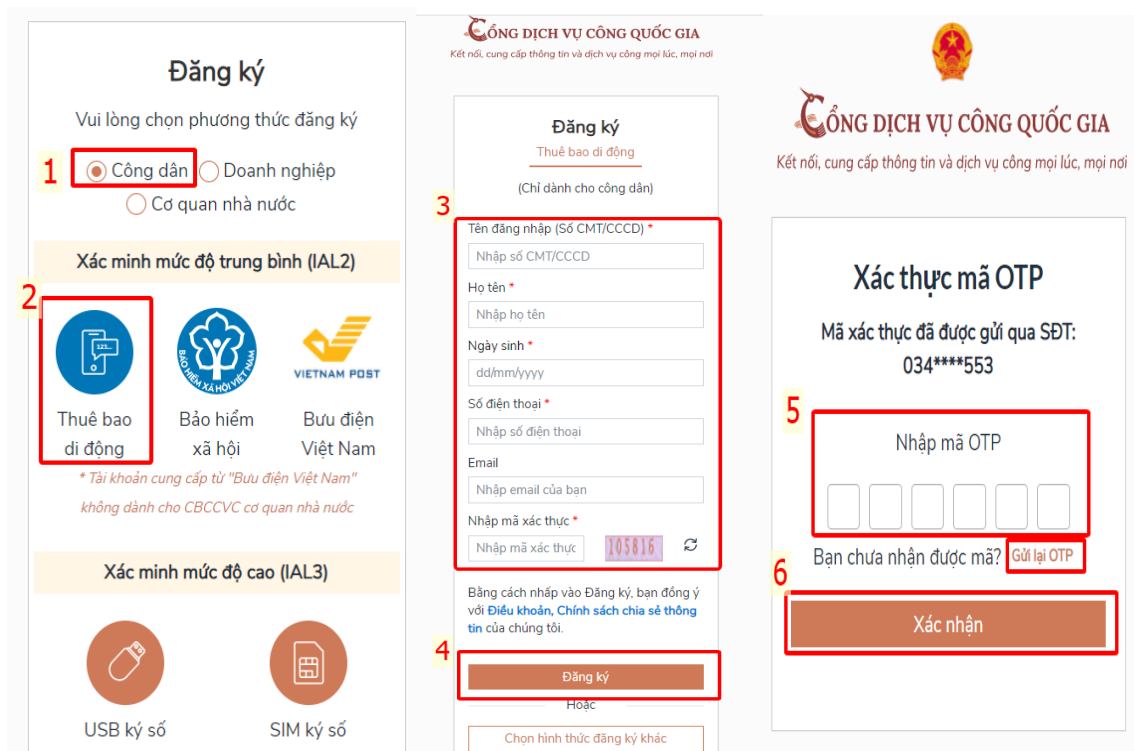 Đăng ký
Vui lòng chọn phương thức đăng ký
1
Công dân
Doanh nghiệp
Cơ quan nhà nước
Xác minh mức độ trung bình (IAL2)
2
BẢO HIỂM XÃ HỘI VIỆT NAM
VIETNAM POST
Thuê bao di động
Bảo hiểm xã hội
Bưu điện Việt Nam
* Tài khoản cung cấp từ "Bưu điện Việt Nam"
không dành cho CBCCVC cơ quan nhà nước
Xác minh mức độ cao (IAL3)
USB ký số
SIM ký số
CỔNG DỊCH VỤ CÔNG QUỐC GIA
Kết nối, cung cấp thông tin và dịch vụ công mọi lúc, mọi nơi
Đăng ký
Thuê bao di động
(Chỉ dành cho công dân)
3
Tên đăng nhập (Số CMT/CCCD) *
Nhập số CMT/CCCD
Họ tên *
Nhập họ tên
Ngày sinh *
dd/mm/yyyy
Số điện thoại *
Nhập số điện thoại
Email
Nhập email của bạn
Nhập mã xác thực *
Nhập mã xác thực
105816
Bằng cách nhấp vào Đăng ký, bạn đồng ý
với Điều khoản, Chính sách chia sẻ thông
tin của chúng tôi.
4
Đăng ký
Hoặc
Chọn hình thức đăng ký khác
CỔNG DỊCH VỤ CÔNG QUỐC GIA
Kết nối, cung cấp thông tin và dịch vụ công mọi lúc, mọi nơi
Xác thực mã OTP
Mã xác thực đã được gửi qua SĐT:
034****553
5
Nhập mã OTP
Bạn chưa nhận được mã? Gửi lại OTP
6
Xác nhận